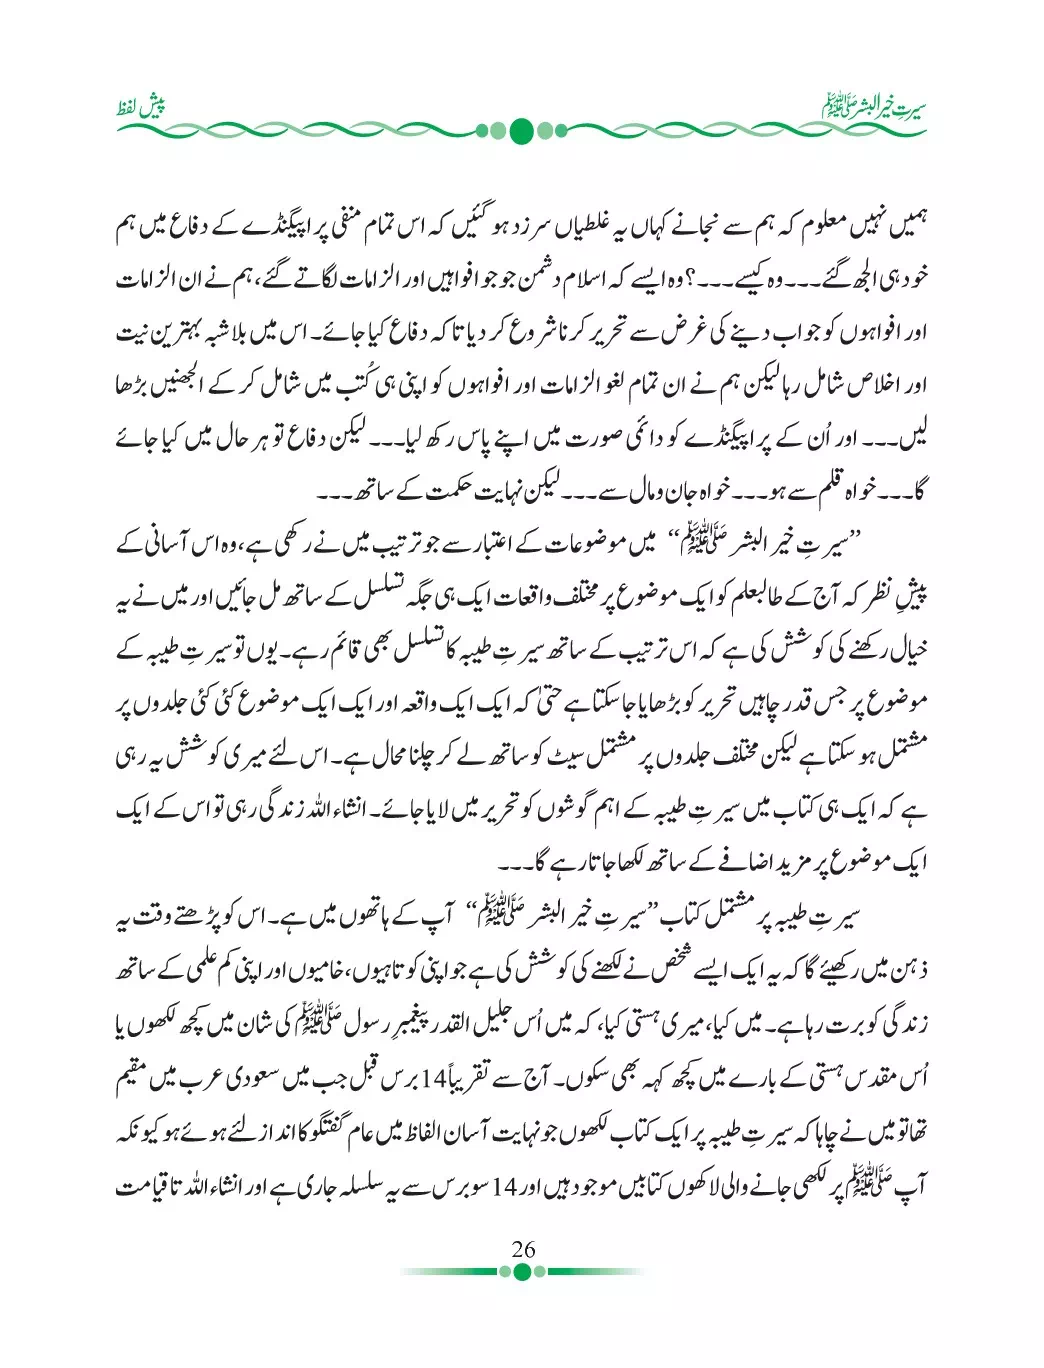 سیرتِ خیر البشر ﷺ
پیش لفظ
ہمیں نہیں معلوم کہ ہم سے نجانے کہاں یہ غلطیاں سرزد ہو گئیں کہ اس تمام منفی پراپیگنڈے کے دفاع میں ہم
خود ہی الجھ گئے۔۔۔ وہ کیسے۔۔۔؟ وہ ایسے کہ اسلام دشمن جو جو افواہیں اور الزامات لگاتے گئے، ہم نے ان الزامات
اور افواہوں کو جواب دینے کی غرض سے تحریر کرنا شروع کر دیا تاکہ دفاع کیا جائے۔ اس میں بلاشبہ بہترین نیت
اور اخلاص شامل رہا لیکن ہم نے ان تمام لغو الزامات اور افواہوں کو اپنی ہی کُتب میں شامل کر کے الجھنیں بڑھا
لیں۔۔۔ اور اُن کے پراپیگنڈے کو دائمی صورت میں اپنے پاس رکھ لیا۔۔۔ لیکن دفاع تو ہر حال میں کیا جائے
گا۔۔۔ خواہ قلم سے ہو۔۔۔ خواہ جان و مال سے۔۔۔ لیکن نہایت حکمت کے ساتھ۔۔۔
”سیرتِ خیر البشر ﷺ“ میں موضوعات کے اعتبار سے جو ترتیب میں نے رکھی ہے، وہ اس آسانی کے
پیشِ نظر کہ آج کے طالبعلم کو ایک موضوع پر مختلف واقعات ایک ہی جگہ تسلسل کے ساتھ مل جائیں اور میں نے یہ
خیال رکھنے کی کوشش کی ہے کہ اس ترتیب کے ساتھ سیرتِ طیبہ کا تسلسل بھی قائم رہے۔ یوں تو سیرتِ طیبہ کے
موضوع پر جس قدر چاہیں تحریر کو بڑھایا جا سکتا ہے حتیٰ کہ ایک ایک واقعہ اور ایک ایک موضوع کئی کئی جلدوں پر
مشتمل ہو سکتا ہے لیکن مختلف جلدوں پر مشتمل سیٹ کو ساتھ لے کر چلنا محال ہے۔ اس لئے میری کوشش یہ رہی
ہے کہ ایک ہی کتاب میں سیرتِ طیبہ کے اہم گوشوں کو تحریر میں لایا جائے۔ انشاء اللہ زندگی رہی تو اس کے ایک
ایک موضوع پر مزید اضافے کے ساتھ لکھا جاتا رہے گا۔۔۔
سیرتِ طیبہ پر مشتمل کتاب ”سیرتِ خیر البشر ﷺ“ آپ کے ہاتھوں میں ہے۔ اس کو پڑھتے وقت یہ
ذہن میں رکھیئے گا کہ یہ ایک ایسے شخص نے لکھنے کی کوشش کی ہے جو اپنی کوتاہیوں، خامیوں اور اپنی کم علمی کے ساتھ
زندگی کو برت رہا ہے۔ میں کیا، میری ہستی کیا، کہ میں اُس جلیل القدر پیغمبرِ رسول ﷺ کی شان میں کچھ لکھوں یا
اُس مقدس ہستی کے بارے میں کچھ کہہ بھی سکوں۔ آج سے تقریباً 14 برس قبل جب میں سعودی عرب میں مقیم
تھا تو میں نے چاہا کہ سیرتِ طیبہ پر ایک کتاب لکھوں جو نہایت آسان الفاظ میں عام گفتگو کا انداز لئے ہوئے ہو کیونکہ
آپ ﷺ پر لکھی جانے والی لاکھوں کتابیں موجود ہیں اور 14 سو برس سے یہ سلسلہ جاری ہے اور انشاء اللہ تا قیامت
26